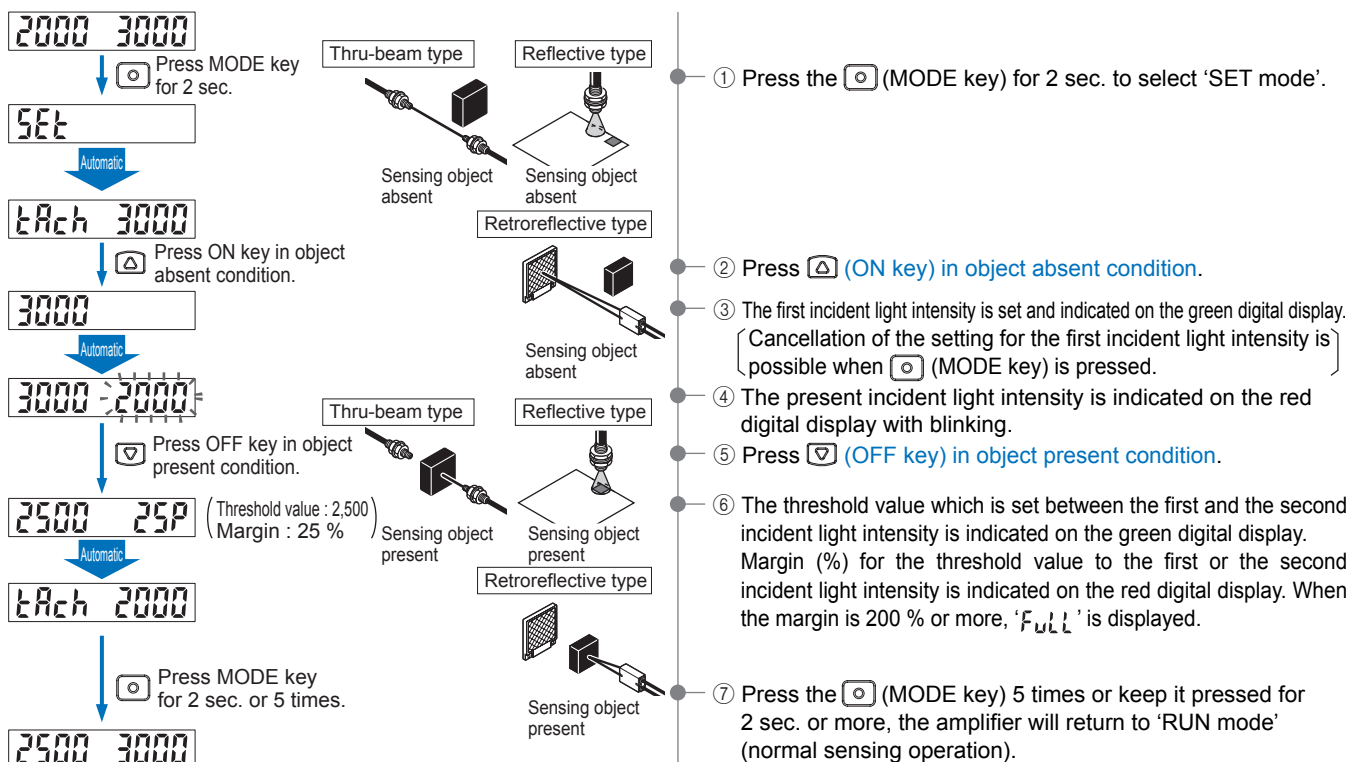 2000 3000
Press MODE key
for 2 sec.
SEt
Automatic
tAch 3000
Press ON key in object
absent condition.
3000
Automatic
3000 2000
Press OFF key in object
present condition.
2500 25P
(Threshold value : 2,500
Margin : 25 %)
Automatic
tAch 2000
Press MODE key
for 2 sec. or 5 times.
2500 3000
Thru-beam type
Reflective type
Sensing object
absent
Sensing object
absent
Retroreflective type
Sensing object
absent
Thru-beam type
Reflective type
Sensing object
present
Sensing object
present
Retroreflective type
Sensing object
present
① Press the (MODE key) for 2 sec. to select ‘SET mode’.
② Press (ON key) in object absent condition.
③ The first incident light intensity is set and indicated on the green digital display.
(Cancellation of the setting for the first incident light intensity is
possible when (MODE key) is pressed.)
④ The present incident light intensity is indicated on the red
digital display with blinking.
⑤ Press (OFF key) in object present condition.
⑥ The threshold value which is set between the first and the second
incident light intensity is indicated on the green digital display.
Margin (%) for the threshold value to the first or the second
incident light intensity is indicated on the red digital display. When
the margin is 200 % or more, ‘FuLL’ is displayed.
⑦ Press the (MODE key) 5 times or keep it pressed for
2 sec. or more, the amplifier will return to ‘RUN mode’
(normal sensing operation).